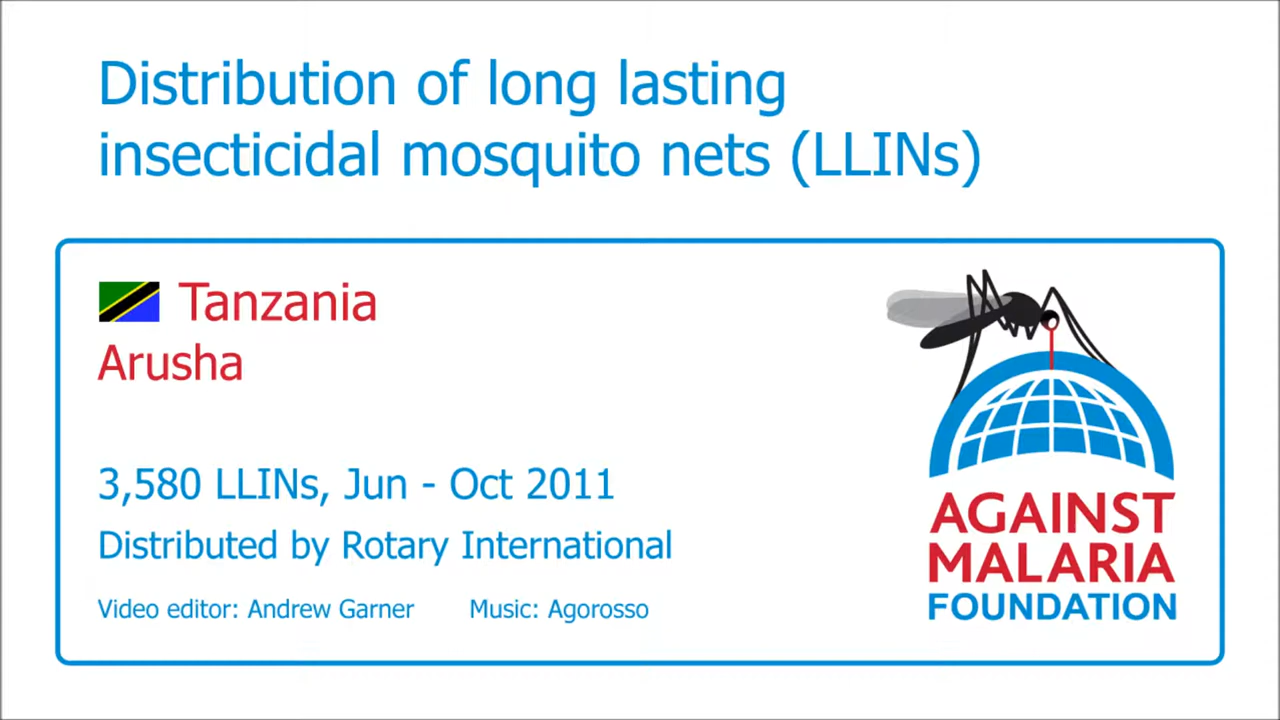 Distribution of long lasting
insecticidal mosquito nets (LLINs)
Tanzania
Arusha
3,580 LLINs, Jun - Oct 2011
Distributed by Rotary International
Video editor: Andrew Garner Music: Agorosso
AGAINST
MALARIA
FOUNDATION